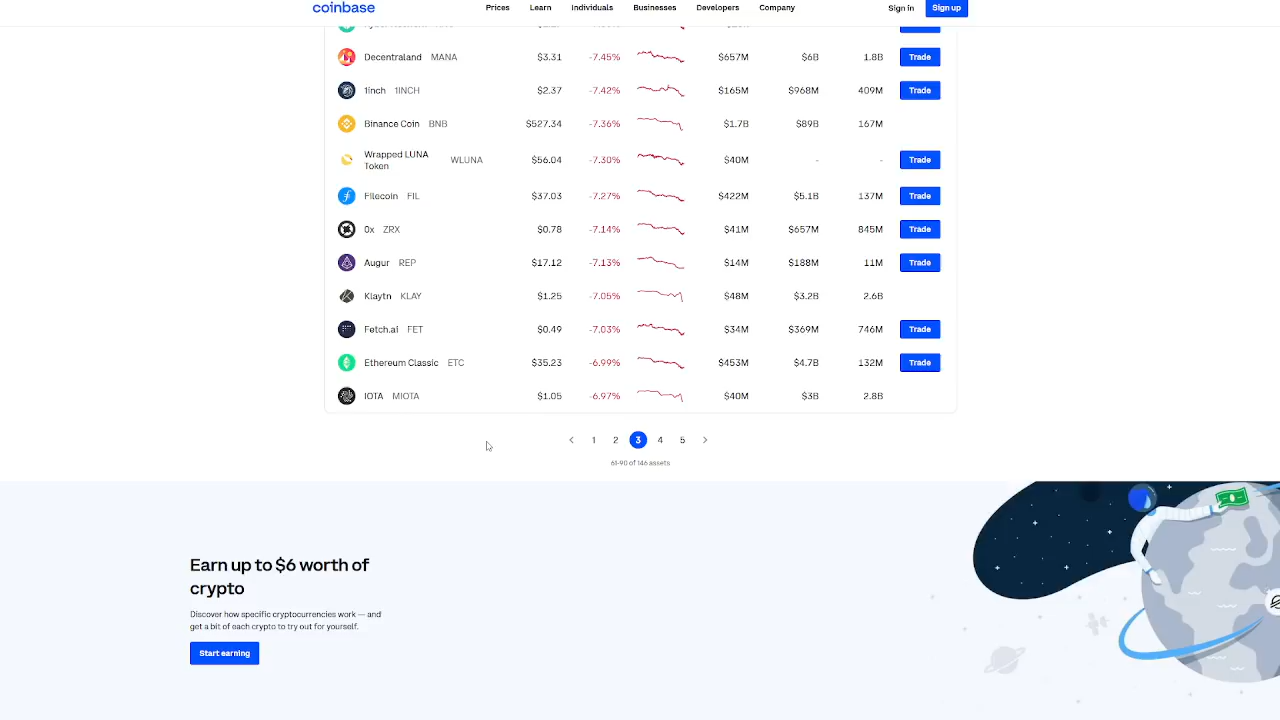 coinbase Prices Learn Individuals Businesses Developers Company Sign in Sign up
Decentraland MANA $3.31 -7.45% $657M $6B 1.8B Trade
1inch 1INCH $2.37 -7.42% $165M $968M 409M Trade
Binance Coin BNB $527.34 -7.36% $1.7B $89B 167M
Wrapped LUNA
Token WLUNA $56.04 -7.30% $40M - - Trade
Filecoin FIL $37.03 -7.27% $422M $5.1B 137M Trade
0x ZRX $0.78 -7.14% $41M $657M 845M Trade
Augur REP $17.12 -7.13% $14M $188M 11M Trade
Klaytn KLAY $1.25 -7.05% $48M $3.2B 2.6B
Fetch.ai FET $0.49 -7.03% $34M $369M 746M Trade
Ethereum Classic ETC $35.23 -6.99% $453M $4.7B 132M Trade
IOTA MIOTA $1.05 -6.97% $40M $3B 2.8B
1 2 3 4 5
61-90 of 146 assets
Earn up to $6 worth of
crypto
Discover how specific cryptocurrencies work — and
get a bit of each crypto to try out for yourself.
Start earning